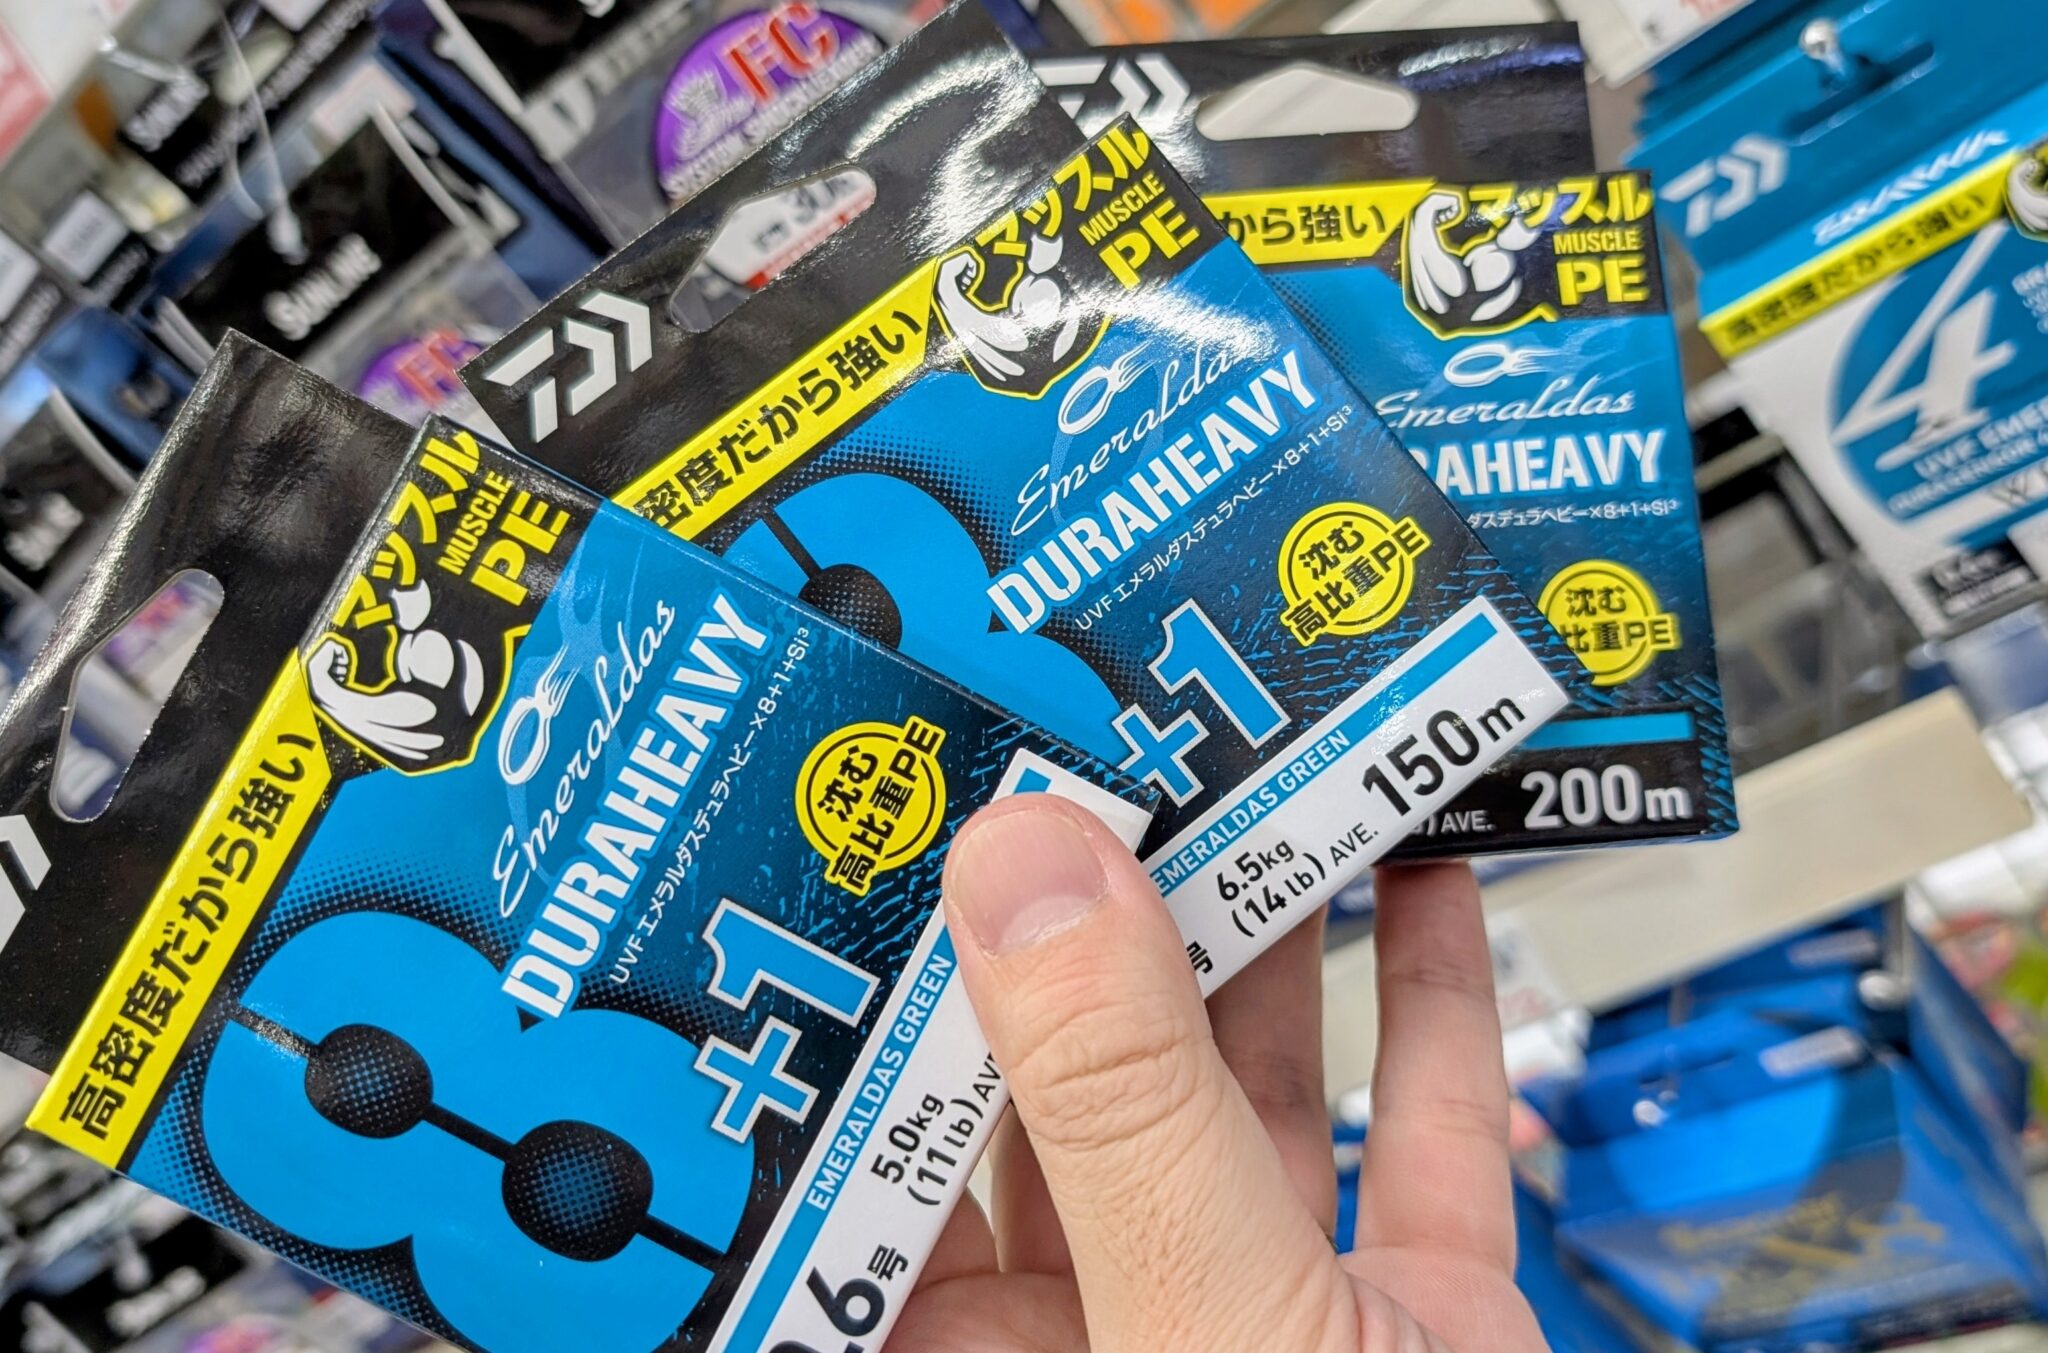 高密度だから強い
マッスル
MUSCLE
PE
Emeraldas
DURAHEAVY
UVF エメラルダスデュラヘビー×8+1+Si³
沈む
高比重PE
8
+1
EMERALDAS GREEN
5.0kg
(11lb)
.6号
密度だから強い
マッスル
MUSCLE
PE
Emeraldas
DURAHEAVY
UVF エメラルダスデュラヘビー×8+1+Si³
沈む
高比重PE
+1
EMERALDAS GREEN
6.5kg
(14lb) AVE. 150m
号
から強い
マッスル
MUSCLE
PE
Emeraldas
RAHEAVY
ダスデュラヘビー×8+1+Si³
沈む
比重PE
AVE. 200m
DAIWA
高密度だから強い
4
UVF EME
FC
SUNLINE
SUNLINE
FC